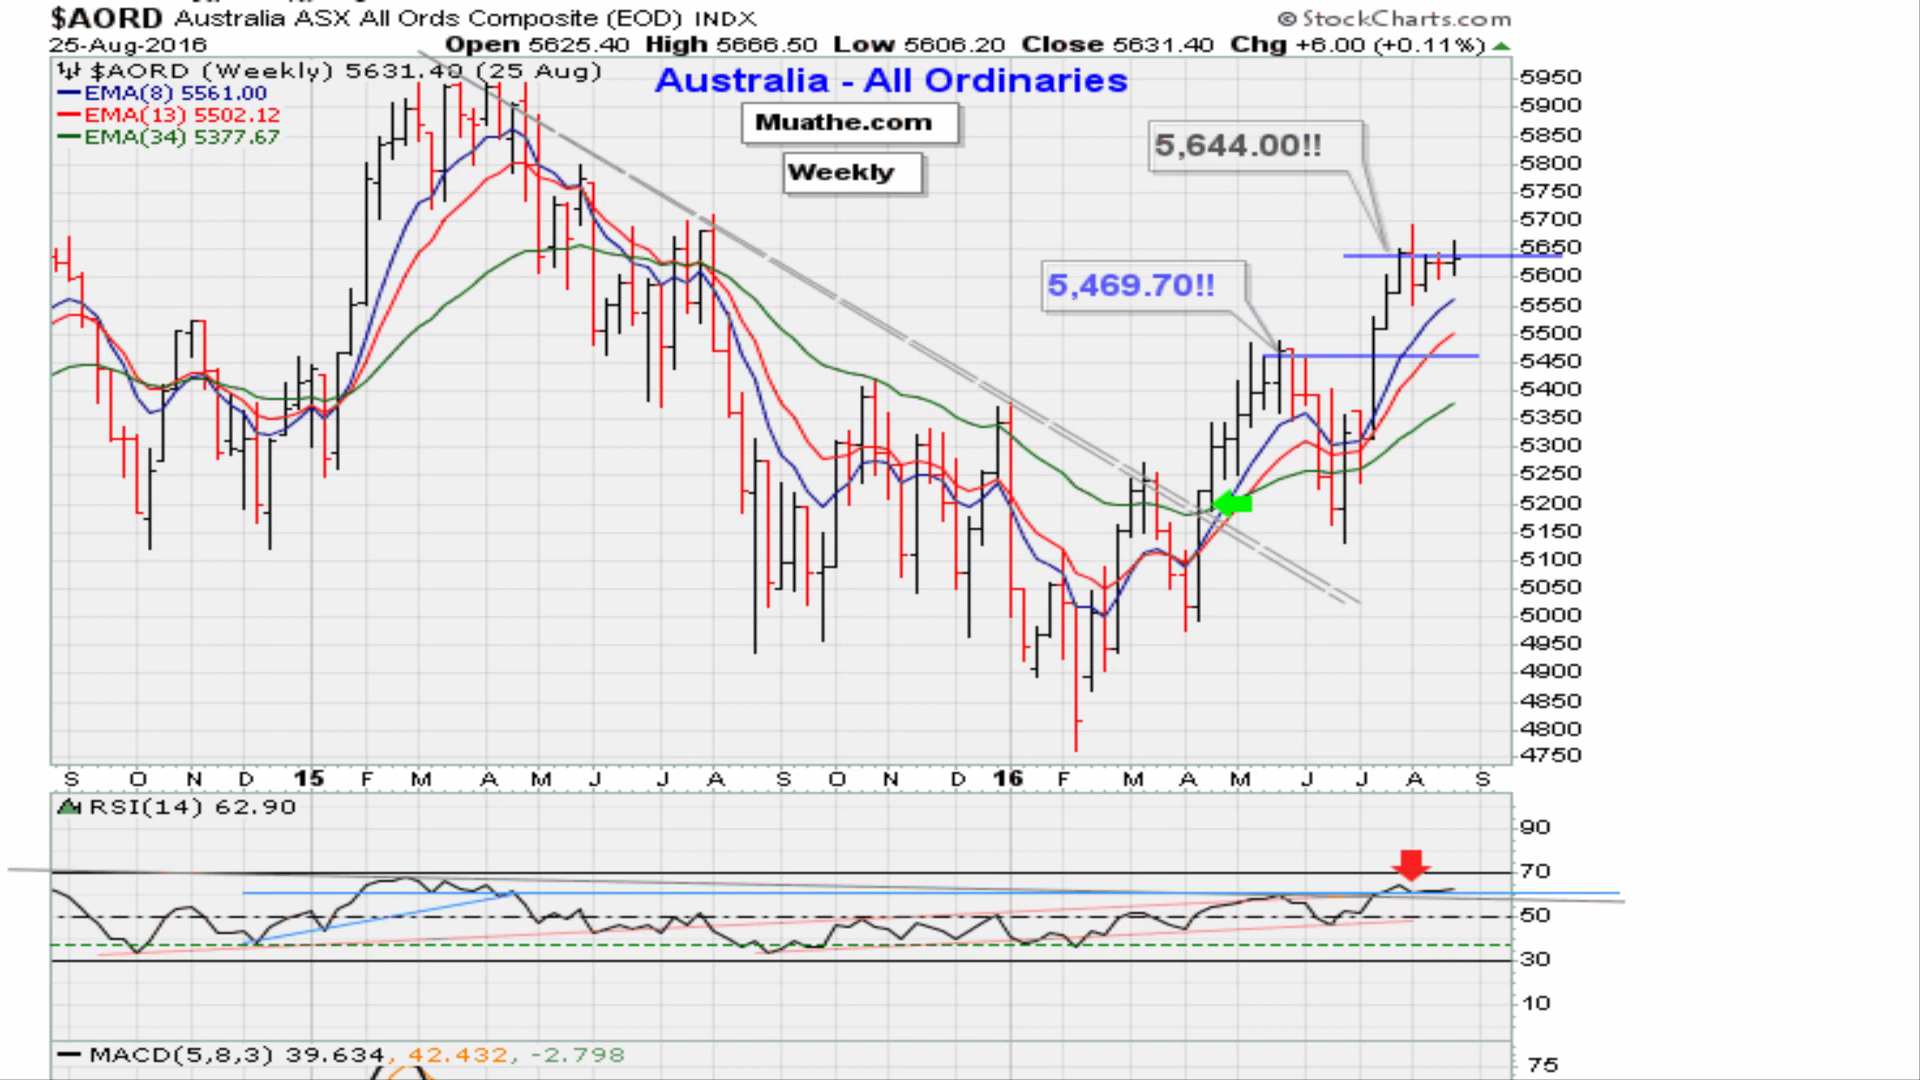 $AORD Australia ASX All Ords Composite (EOD) INDX © StockCharts.com
25-Aug-2016 Open 5625.40 High 5666.50 Low 5606.20 Close 5631.40 Chg +6.00 (+0.11%)
$AORD (Weekly) 5631.40 (25 Aug)
EMA(8) 5561.00
EMA(13) 5502.12
EMA(34) 5377.67
Australia - All Ordinaries
Muathe.com
Weekly
5,644.00!!
5,469.70!!
5950
5900
5850
5800
5750
5700
5650
5600
5550
5500
5450
5400
5350
5300
5250
5200
5150
5100
5050
5000
4950
4900
4850
4800
4750
S O N D 15 F M A M J J A S O N D 16 F M A M J J A S
RSI(14) 62.90
90
70
50
30
10
MACD(5,8,3) 39.634, 42.432, -2.798
75